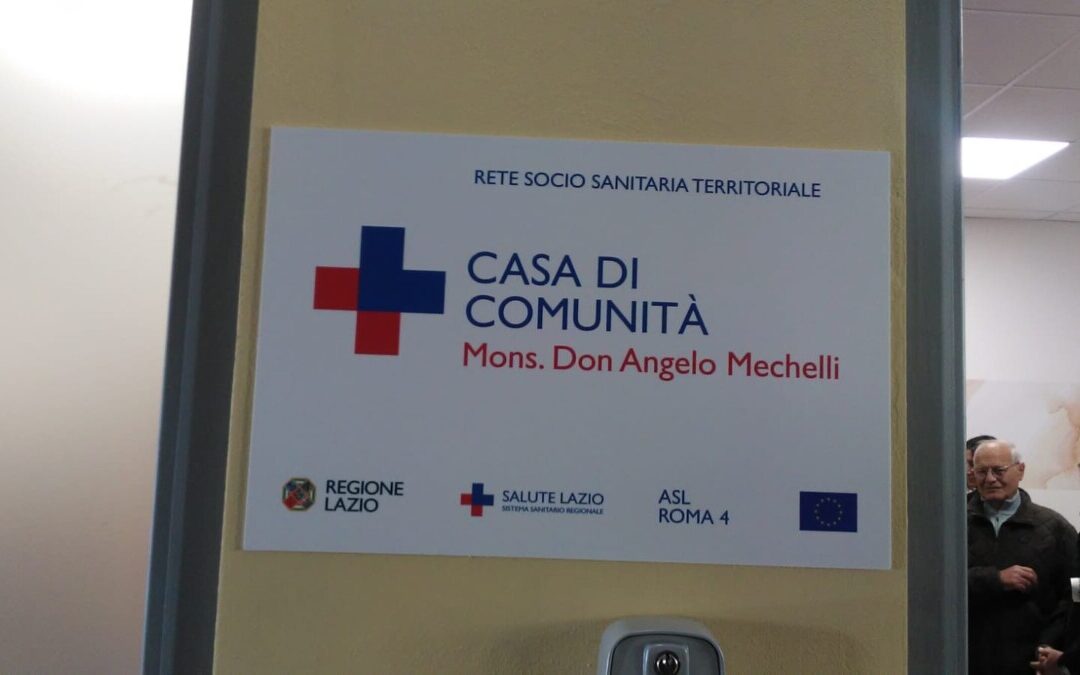 RETE SOCIO SANITARIA TERRITORIALE
CASA DI
COMUNITÀ
Mons. Don Angelo Mechelli
REGIONE
LAZIO
SALUTE LAZIO
SISTEMA SANITARIO REGIONALE
ASL
ROMA 4